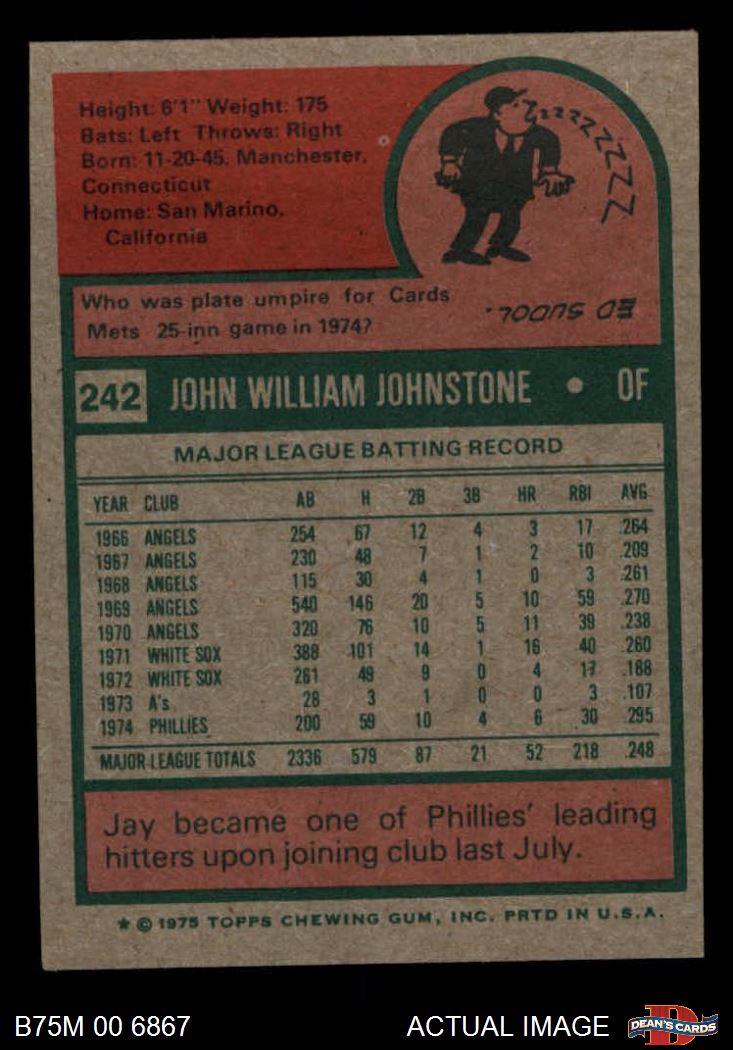 Height: 6'1" Weight: 175
Bats: Left Throws: Right
Born: 11-20-45, Manchester,
Connecticut
Home: San Marino,
California
ZZZZZZZZZZ
Who was plate umpire for Cards
Mets 25-inn game in 1974?
ED SUDOL.
242 JOHN WILLIAM JOHNSTONE • OF
MAJOR LEAGUE BATTING RECORD
YEAR CLUB AB H 2B 3B HR RBI AVG
1966 ANGELS 254 67 12 4 3 17 .264
1967 ANGELS 230 48 7 1 2 10 .209
1968 ANGELS 115 30 4 1 0 3 .261
1969 ANGELS 540 146 20 5 10 59 .270
1970 ANGELS 320 76 10 5 11 39 .238
1971 WHITE SOX 388 101 14 1 16 40 .260
1972 WHITE SOX 261 49 9 0 4 17 .188
1973 A's 28 3 1 0 0 3 .107
1974 PHILLIES 200 59 10 4 6 30 .295
MAJOR LEAGUE TOTALS 2336 579 87 21 52 218 .248
Jay became one of Phillies' leading
hitters upon joining club last July.
* © 1975 TOPPS CHEWING GUM, INC. PRTD IN U.S.A.
B75M 00 6867 ACTUAL IMAGE
D
DEAN'S CARDS